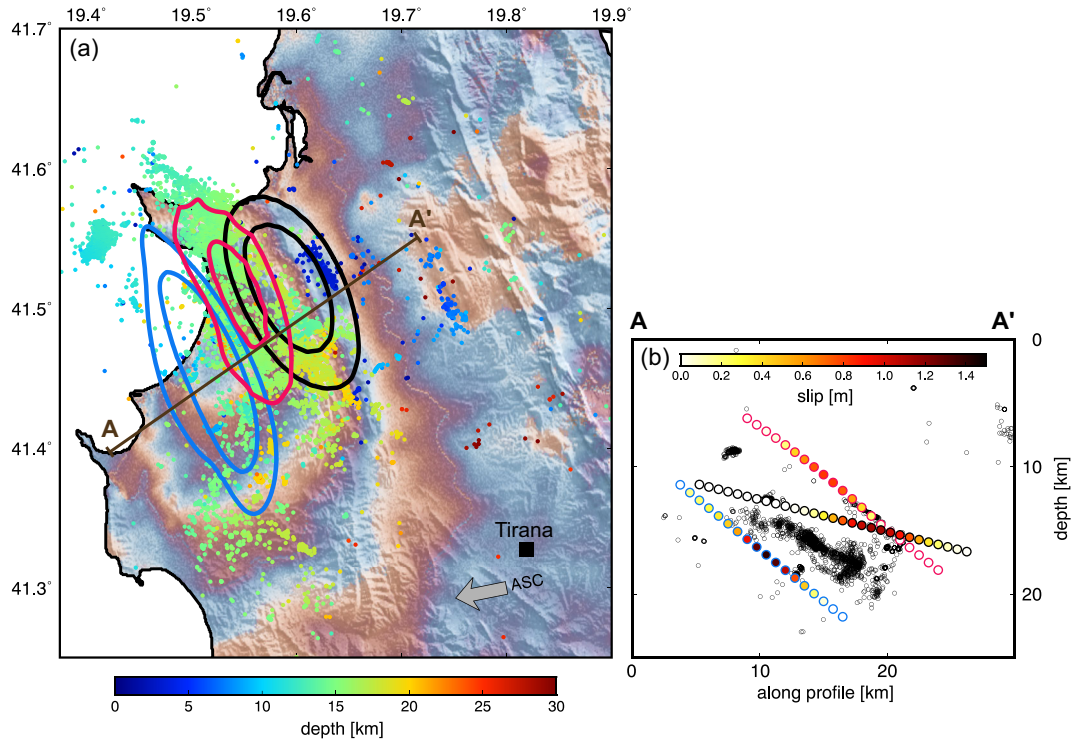 19.4° 19.5° 19.6° 19.7° 19.8° 19.9°
41.7°
(a)
41.6°
A'
41.5°
A
41.4°
Tirana
ASC
41.3°
0 5 10 15 20 25 30
depth [km]
A A'
(b)
0.0 0.2 0.4 0.6 0.8 1.0 1.2 1.4
slip [m]
0
10
20
depth [km]
0 10 20
along profile [km]